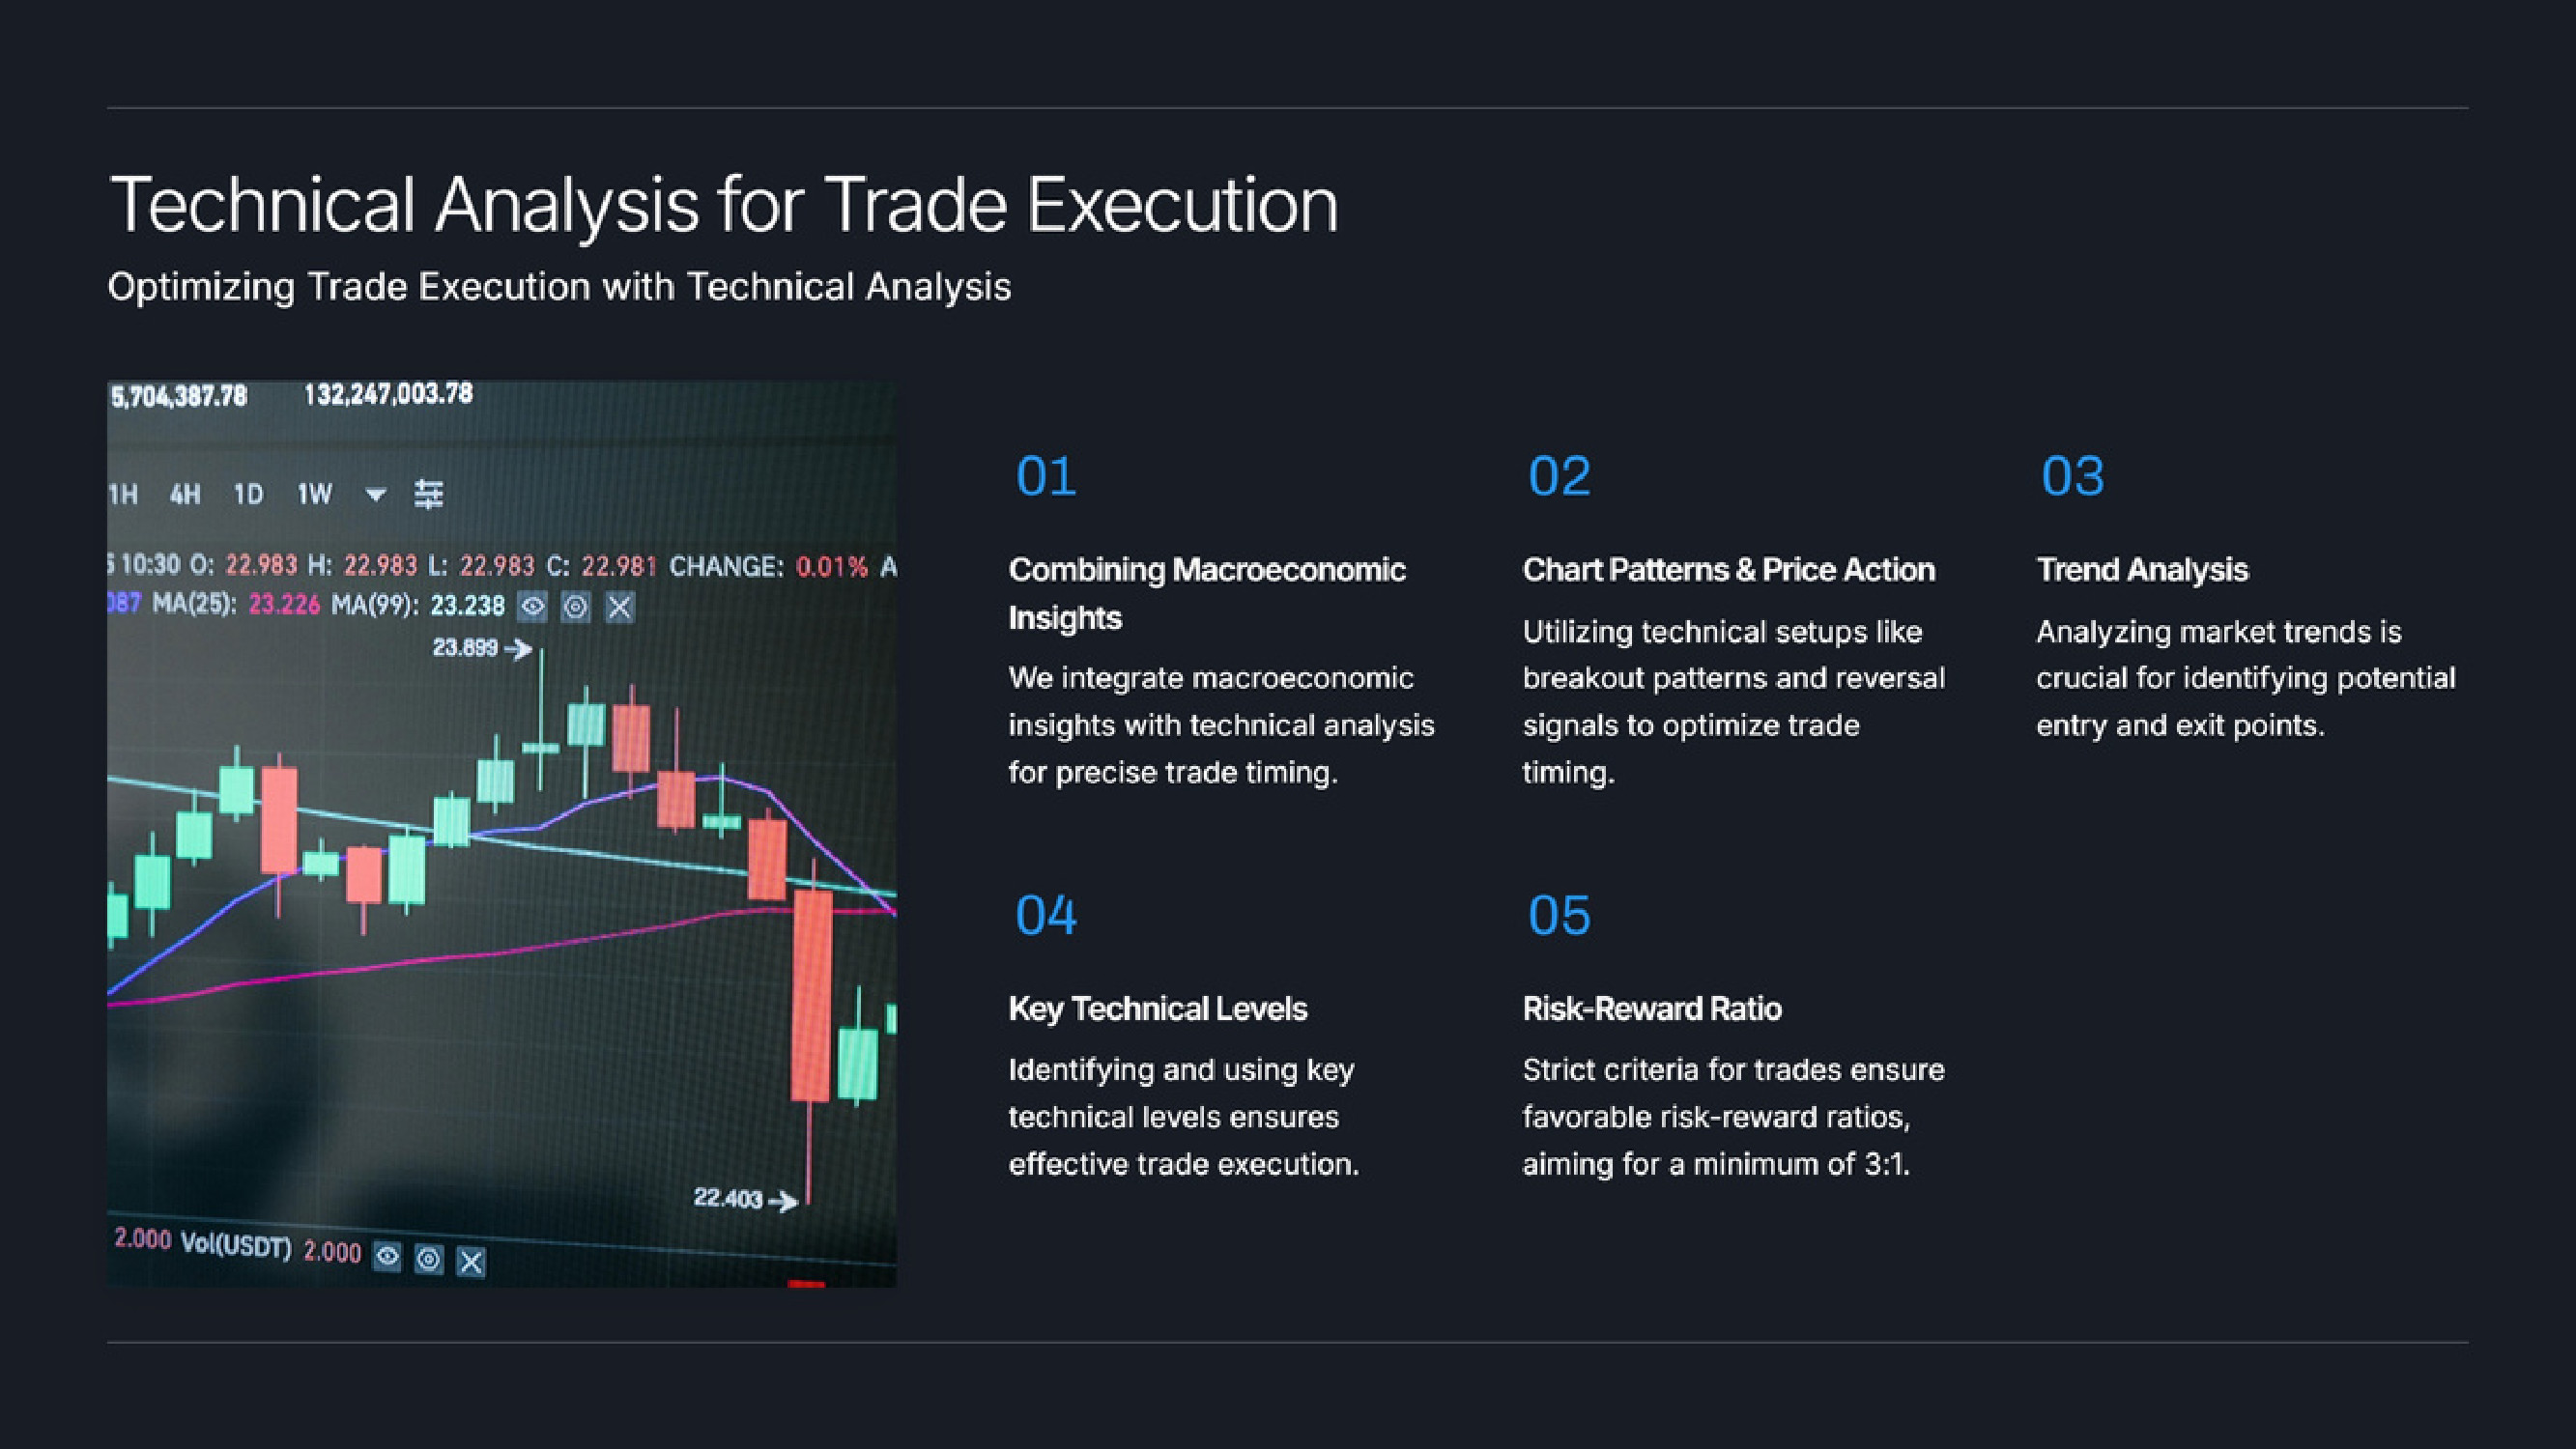 Technical Analysis for Trade Execution
Optimizing Trade Execution with Technical Analysis
5,704,387.78 132,247,003.78
1H 4H 1D 1W
10:30 O: 22.983 H: 22.983 L: 22.983 C: 22.981 CHANGE: 0.01% A
087 MA(25): 23.226 MA(99): 23.238
23.899
22.403
2.000 Vol(USDT) 2.000
01
Combining Macroeconomic
Insights
We integrate macroeconomic
insights with technical analysis
for precise trade timing.
02
Chart Patterns & Price Action
Utilizing technical setups like
breakout patterns and reversal
signals to optimize trade
timing.
03
Trend Analysis
Analyzing market trends is
crucial for identifying potential
entry and exit points.
04
Key Technical Levels
Identifying and using key
technical levels ensures
effective trade execution.
05
Risk-Reward Ratio
Strict criteria for trades ensure
favorable risk-reward ratios,
aiming for a minimum of 3:1.